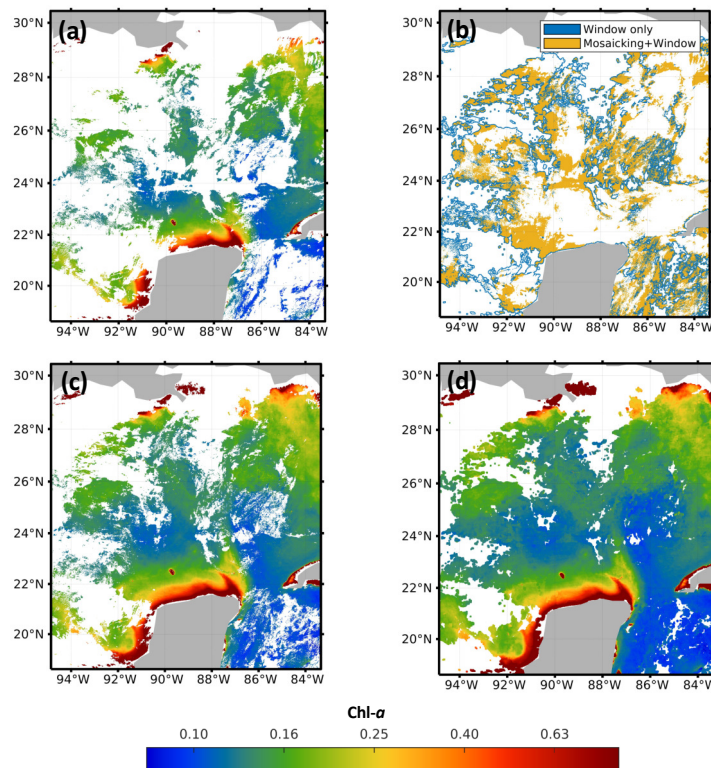 (a)
30°N
28°N
26°N
24°N
22°N
20°N
94°W 92°W 90°W 88°W 86°W 84°W
(b)
Window only
Mosaicking+Window
30°N
28°N
26°N
24°N
22°N
20°N
94°W 92°W 90°W 88°W 86°W 84°W
(c)
30°N
28°N
26°N
24°N
22°N
20°N
94°W 92°W 90°W 88°W 86°W 84°W
(d)
30°N
28°N
26°N
24°N
22°N
20°N
94°W 92°W 90°W 88°W 86°W 84°W
Chl-a
0.10 0.16 0.25 0.40 0.63